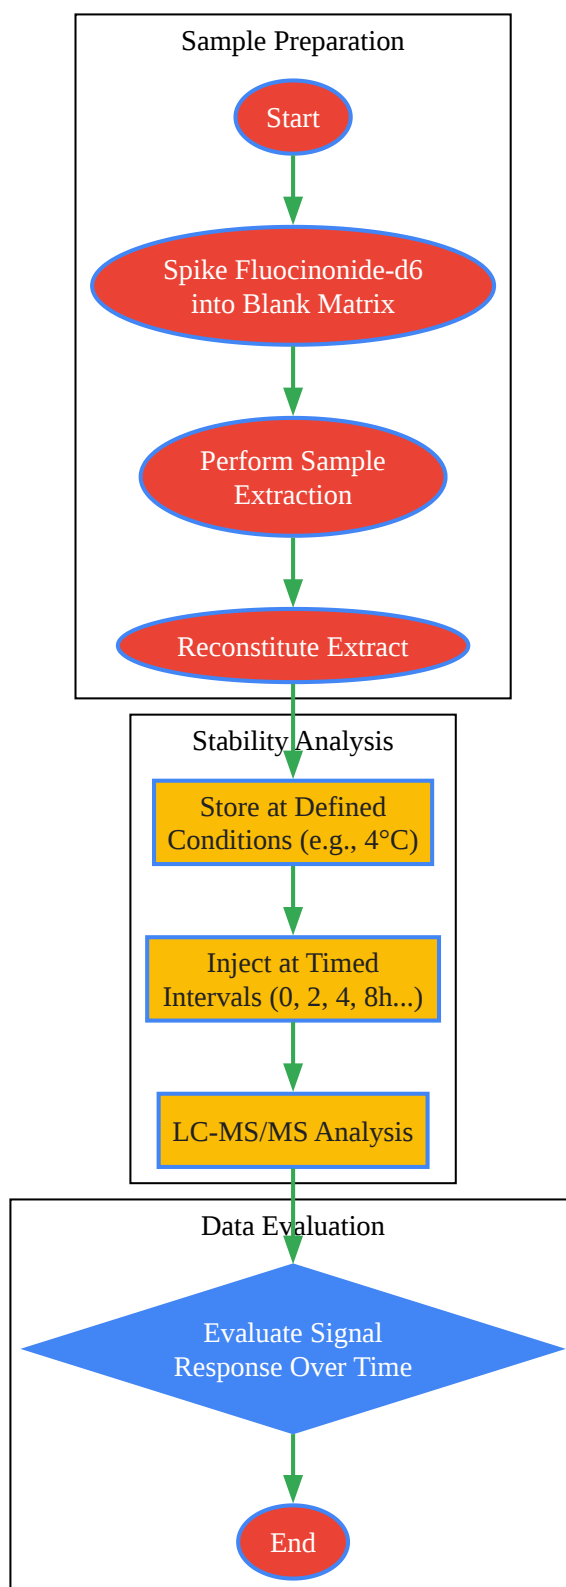 Sample Preparation
Start
Spike Fluocinonide-d6
into Blank Matrix
Perform Sample
Extraction
Reconstitute Extract
Stability Analysis
Store at Defined
Conditions (e.g., 4°C)
Inject at Timed
Intervals (0, 2, 4, 8h...)
LC-MS/MS Analysis
Data Evaluation
Evaluate Signal
Response Over Time
End